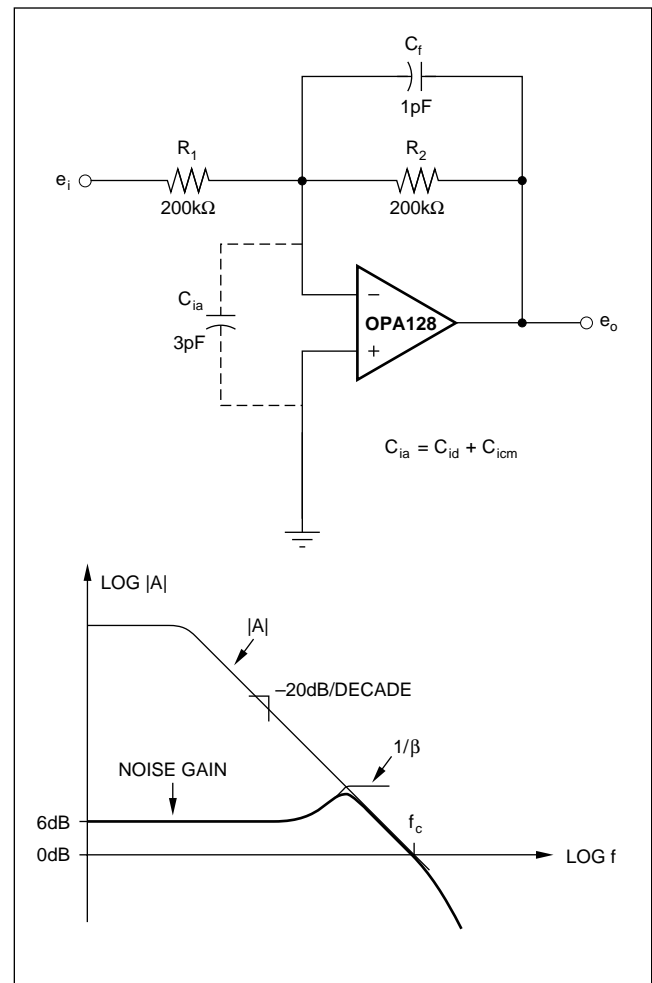 C_f
1pF
R_1
R_2
e_i
200kΩ
200kΩ
C_ia
3pF
−
OPA128
+
e_o
C_ia = C_id + C_icm
LOG |A|
|A|
–20dB/DECADE
1/β
NOISE GAIN
f_c
6dB
0dB
LOG f